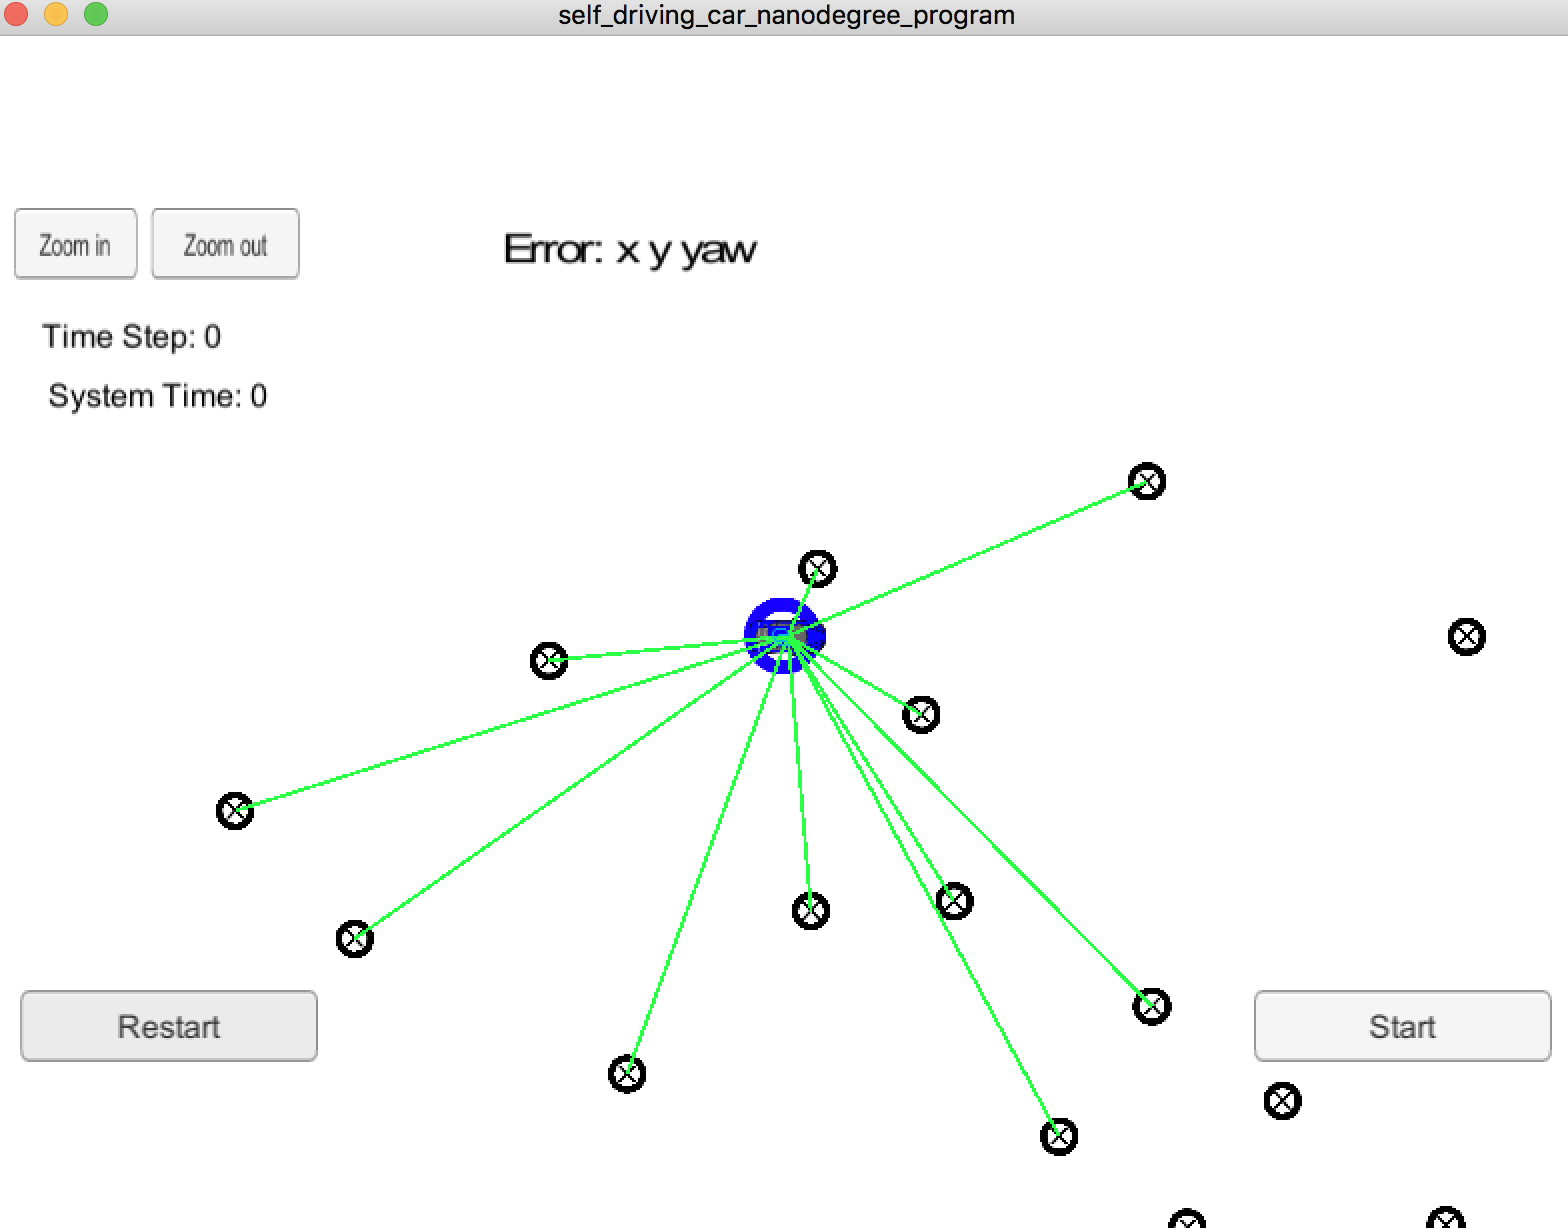 self_driving_car_nanodegree_program
Zoom in
Zoom out
Error: x y yaw
Time Step: 0
System Time: 0
Restart
Start